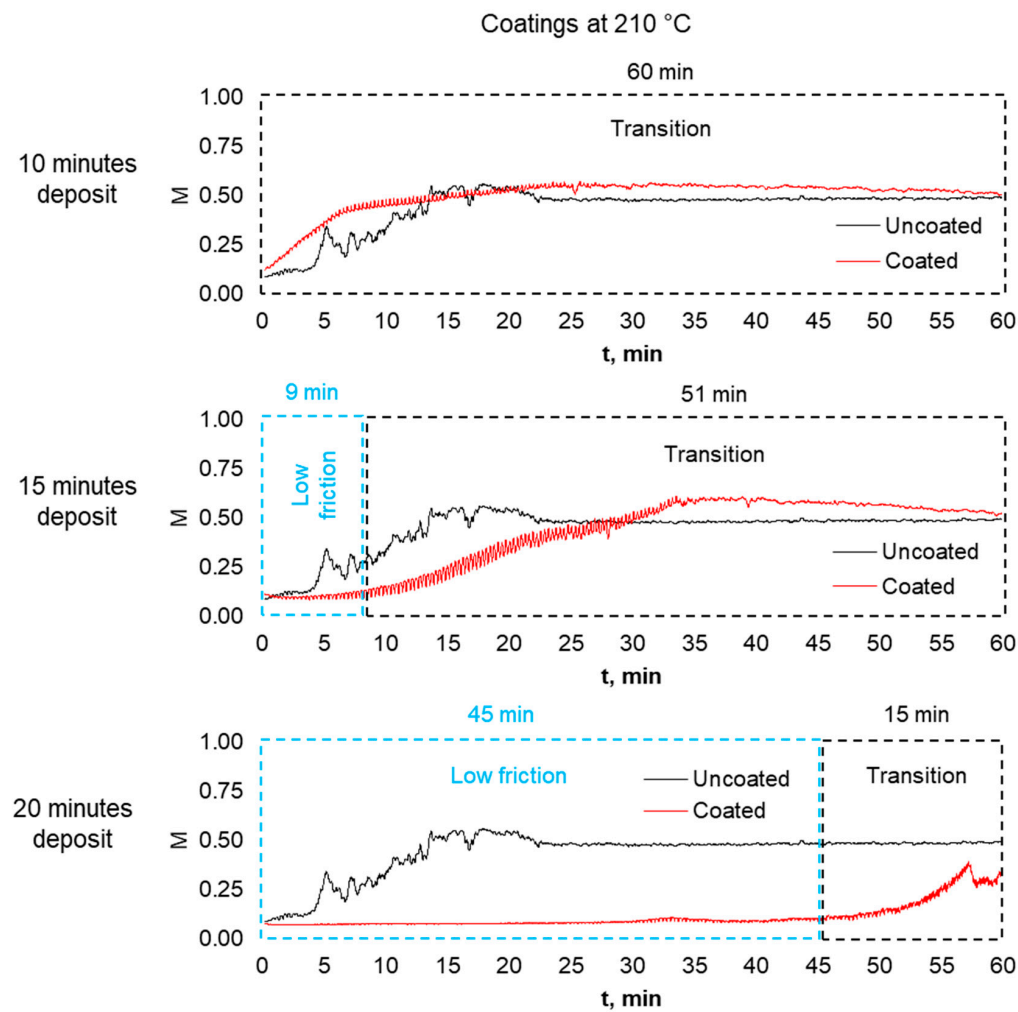 Coatings at 210 °C
60 min
10 minutes
deposit
1.00
0.75
0.50
0.25
0.00
M
Transition
Uncoated
Coated
0 5 10 15 20 25 30 35 40 45 50 55 60
t, min
9 min
51 min
15 minutes
deposit
1.00
0.75
0.50
0.25
0.00
M
Low
friction
Transition
Uncoated
Coated
0 5 10 15 20 25 30 35 40 45 50 55 60
t, min
45 min
15 min
20 minutes
deposit
1.00
0.75
0.50
0.25
0.00
M
Low friction
Uncoated
Coated
Transition
0 5 10 15 20 25 30 35 40 45 50 55 60
t, min